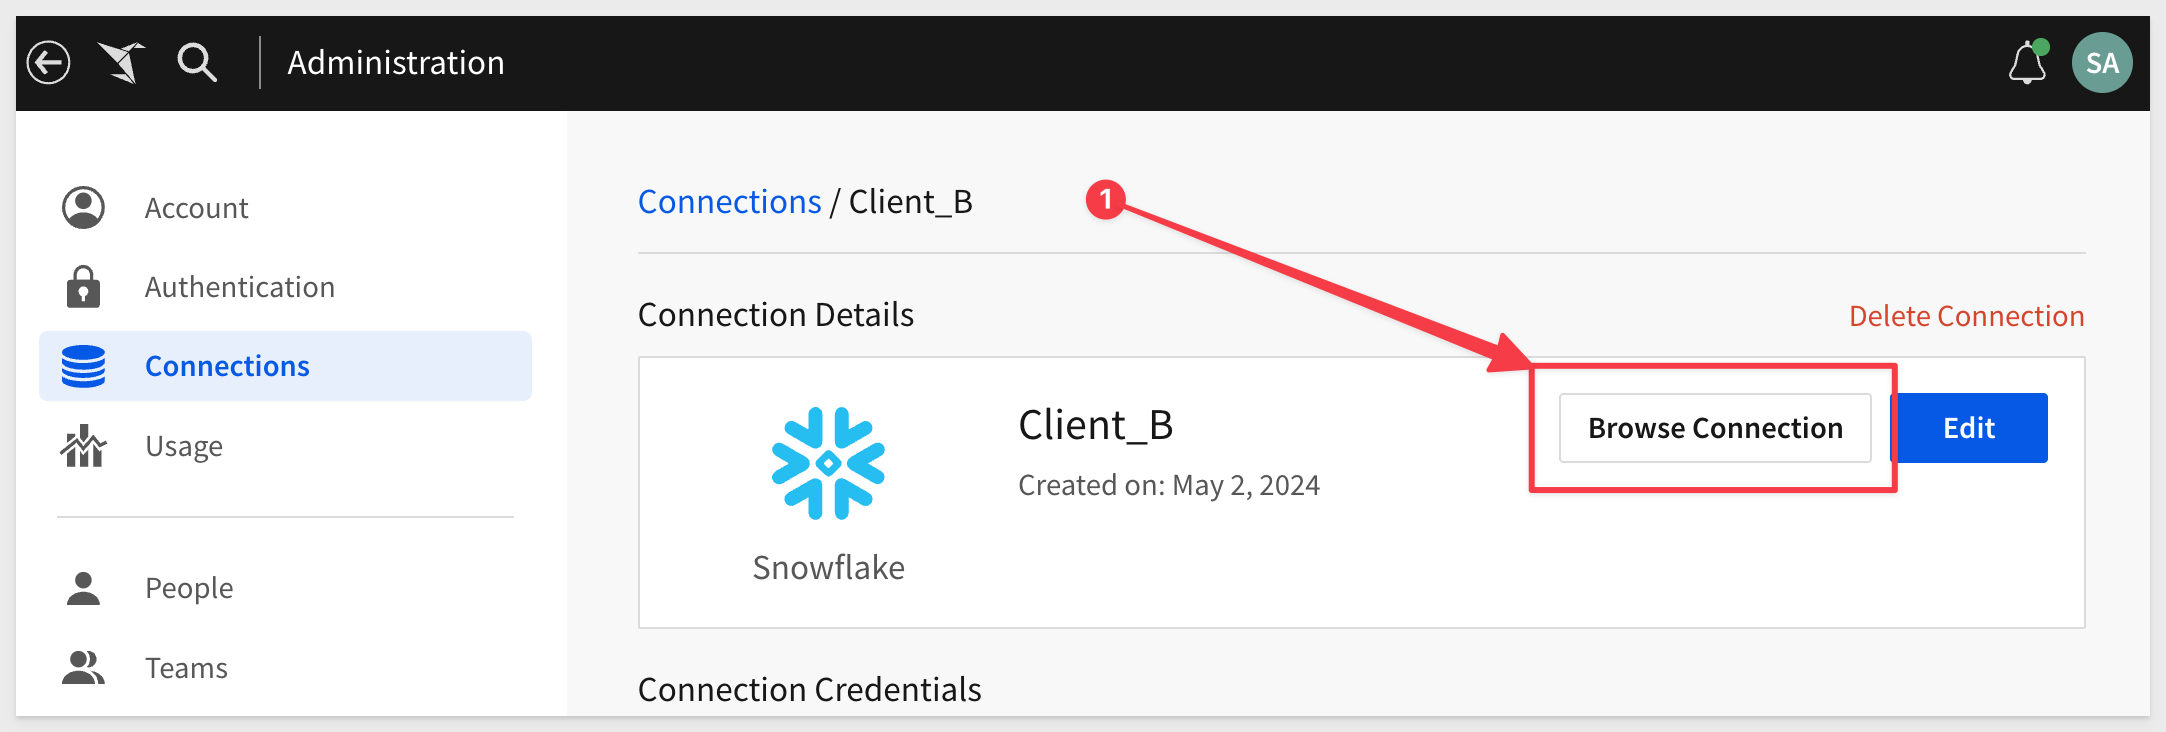 Administration
SA
Account
Authentication
Connections
Usage
People
Teams
Connections / Client_B
1
Connection Details
Delete Connection
Client_B
Created on: May 2, 2024
Browse Connection
Edit
Snowflake
Connection Credentials